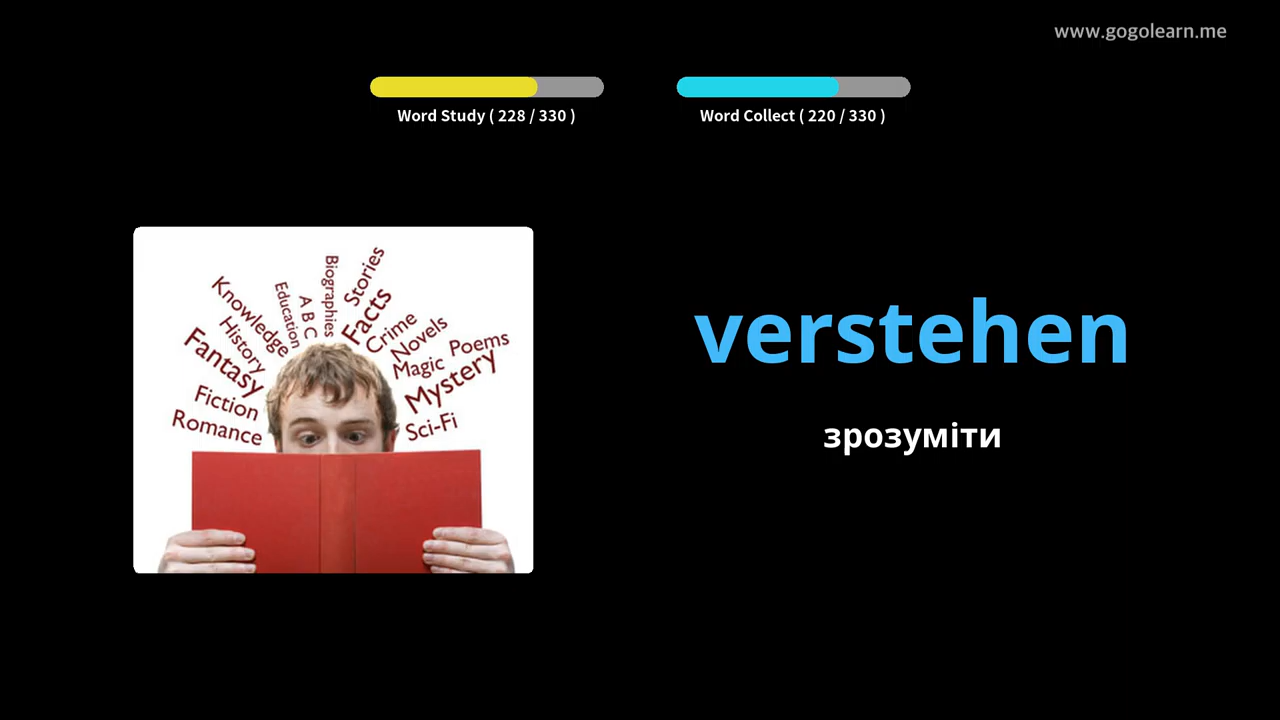 www.gogolearn.me
Word Study ( 228 / 330 )
Word Collect ( 220 / 330 )
Knowledge
Education
A B C
Biographies
Stories
Facts
Crime
Novels
Poems
History
Magic
Fantasy
Mystery
Fiction
Sci-Fi
Romance
verstehen
зрозуміти